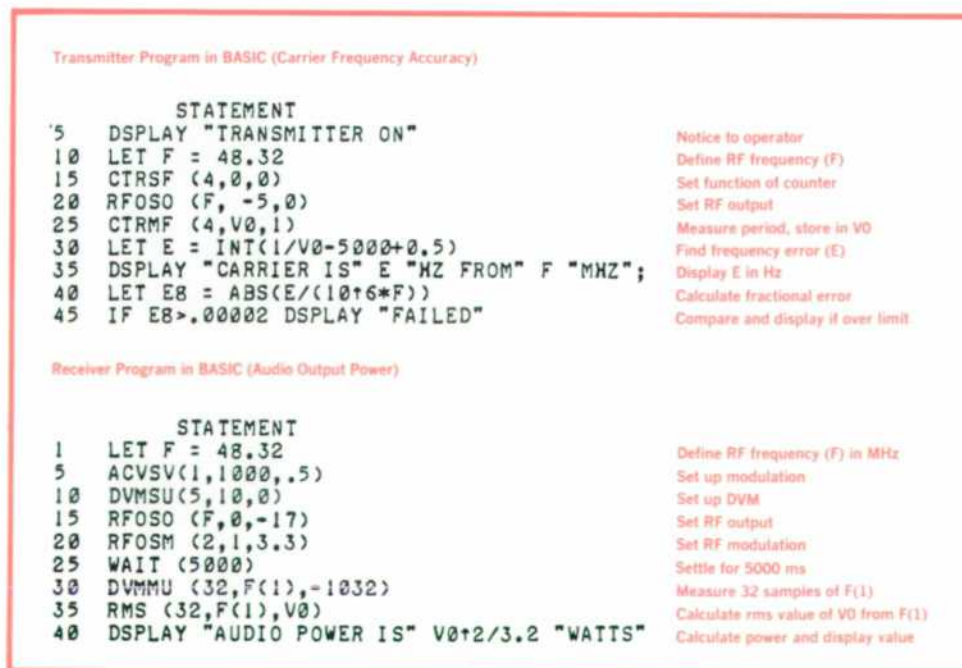 Transmitter Program in BASIC (Carrier Frequency Accuracy)
STATEMENT
5 DSPLAY "TRANSMITTER ON" Notice to operator
10 LET F = 48.32 Define RF frequency (F)
15 CTRSF (4,0,0) Set function of counter
20 RFOSO (F, -5,0) Set RF output
25 CTRMF (4,V0,1) Measure period, store in V0
30 LET E = INT(1/V0-5000+0.5) Find frequency error (E)
35 DSPLAY "CARRIER IS" E "HZ FROM" F "MHZ"; Display E in Hz
40 LET E8 = ABS(E/(10↑6*F)) Calculate fractional error
45 IF E8>.00002 DSPLAY "FAILED" Compare and display if over limit
Receiver Program in BASIC (Audio Output Power)
STATEMENT
1 LET F = 48.32 Define RF frequency (F) in MHz
5 ACVSV(1,1000,.5) Set up modulation
10 DVMSU(5,10,0) Set up DVM
15 RFOSO (F,0,-17) Set RF output
20 RFOSM (2,1,3.3) Set RF modulation
25 WAIT (5000) Settle for 5000 ms
30 DVMMU (32,F(1),-1032) Measure 32 samples of F(1)
35 RMS (32,F(1),V0) Calculate rms value of V0 from F(1)
40 DSPLAY "AUDIO POWER IS" V0↑2/3.2 "WATTS" Calculate power and display value